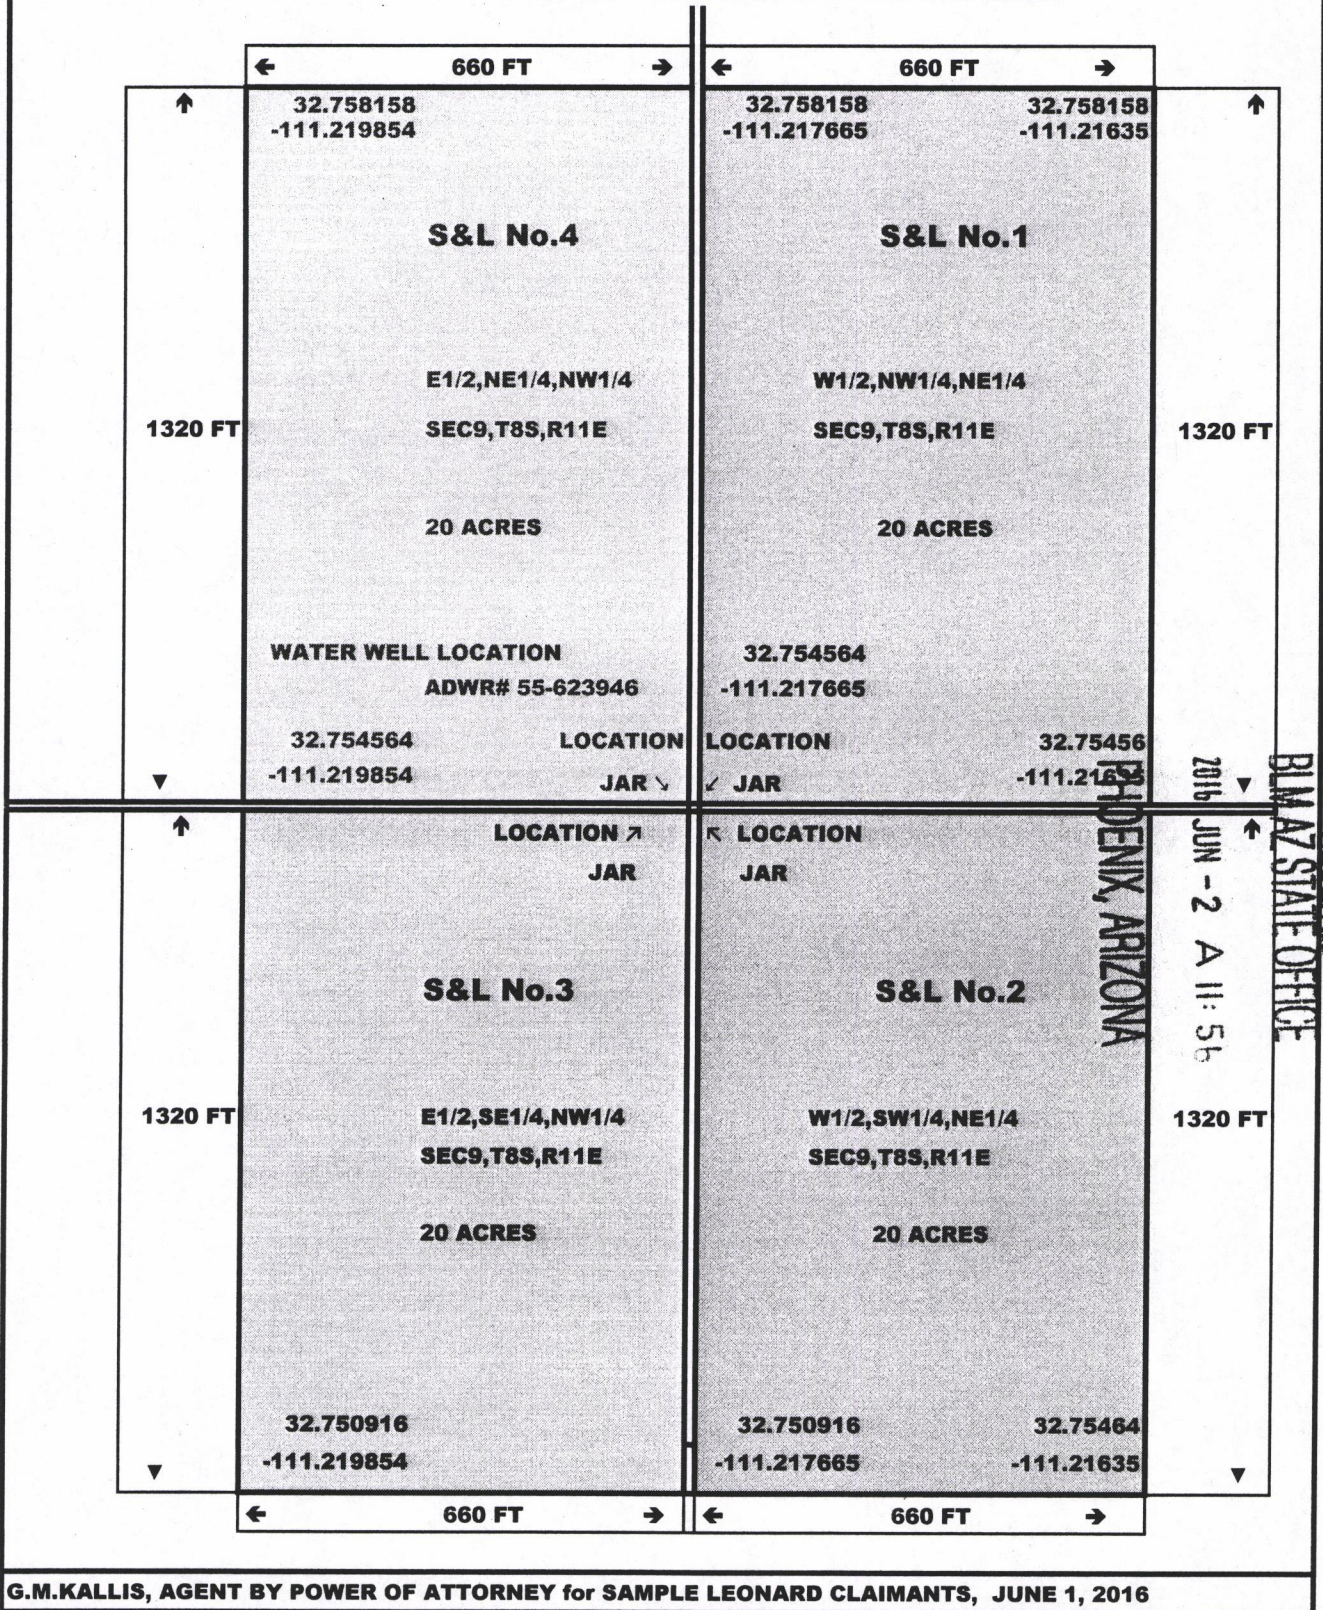 660 FT
660 FT
32.758158
-111.219854
32.758158
-111.217665
32.758158
-111.21635
S&L No.4
S&L No.1
E1/2,NE1/4,NW1/4
SEC9,T8S,R11E
W1/2,NW1/4,NE1/4
SEC9,T8S,R11E
1320 FT
1320 FT
20 ACRES
20 ACRES
WATER WELL LOCATION
ADWR# 55-623946
32.754564
-111.217665
32.754564
-111.219854
LOCATION
JAR ↘
LOCATION
↙ JAR
32.75456
-111.21635
LOCATION ↗
JAR
↖ LOCATION
JAR
BLM AZ STATE OFFICE
2016 JUN -2 A 11: 56
PHOENIX, ARIZONA
S&L No.3
S&L No.2
1320 FT
1320 FT
E1/2,SE1/4,NW1/4
SEC9,T8S,R11E
W1/2,SW1/4,NE1/4
SEC9,T8S,R11E
20 ACRES
20 ACRES
32.750916
-111.219854
32.750916
-111.217665
32.75464
-111.21635
660 FT
660 FT
G.M.KALLIS, AGENT BY POWER OF ATTORNEY for SAMPLE LEONARD CLAIMANTS, JUNE 1, 2016